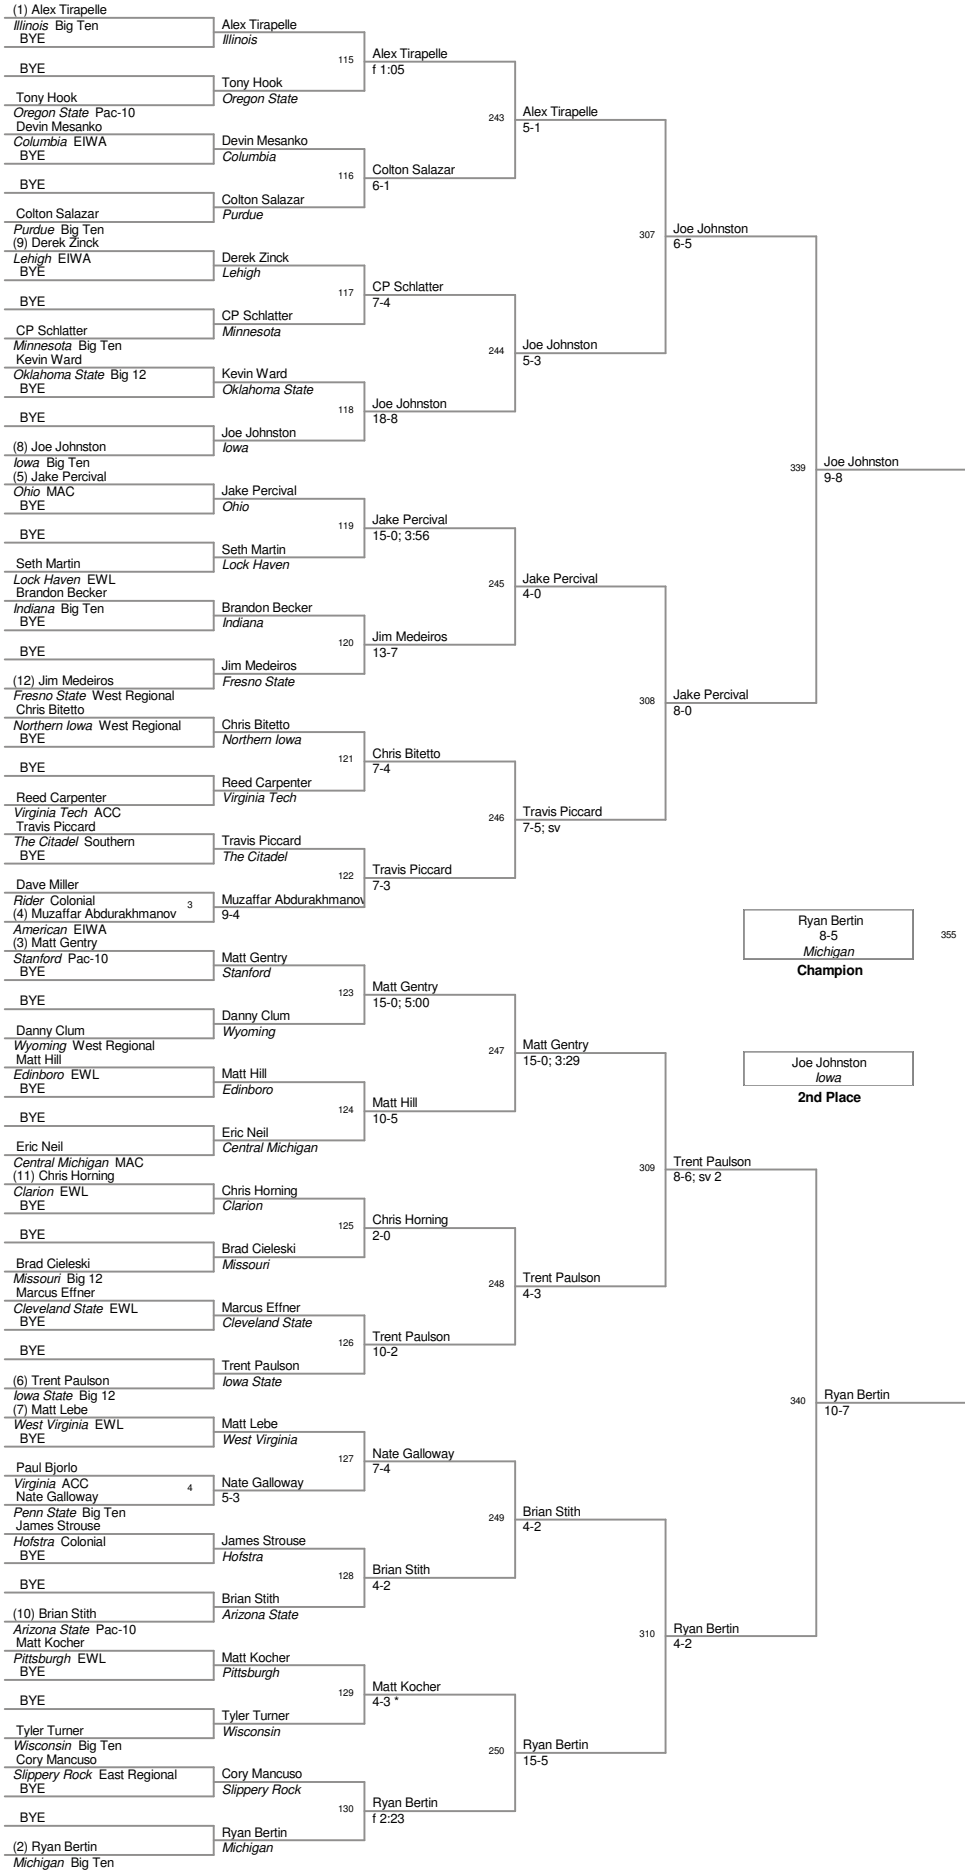 (1) Alex Tirapelle
Illinois Big Ten
BYE
Alex Tirapelle
Illinois
BYE
115
Alex Tirapelle
f 1:05
Tony Hook
Oregon State
Tony Hook
Oregon State Pac-10
243
Alex Tirapelle
5-1
Devin Mesanko
Columbia EIWA
BYE
Devin Mesanko
Columbia
BYE
116
Colton Salazar
6-1
Colton Salazar
Purdue
Colton Salazar
Purdue Big Ten
307
Joe Johnston
6-5
(9) Derek Zinck
Lehigh EIWA
BYE
Derek Zinck
Lehigh
BYE
117
CP Schlatter
7-4
CP Schlatter
Minnesota
CP Schlatter
Minnesota Big Ten
244
Joe Johnston
5-3
Kevin Ward
Oklahoma State Big 12
BYE
Kevin Ward
Oklahoma State
BYE
118
Joe Johnston
18-8
Joe Johnston
Iowa
(8) Joe Johnston
Iowa Big Ten
339
Joe Johnston
9-8
(5) Jake Percival
Ohio MAC
BYE
Jake Percival
Ohio
BYE
119
Jake Percival
15-0; 3:56
Seth Martin
Lock Haven
Seth Martin
Lock Haven EWL
245
Jake Percival
4-0
Brandon Becker
Indiana Big Ten
BYE
Brandon Becker
Indiana
BYE
120
Jim Medeiros
13-7
Jim Medeiros
Fresno State
(12) Jim Medeiros
Fresno State West Regional
308
Jake Percival
8-0
Chris Bitetto
Northern Iowa West Regional
BYE
Chris Bitetto
Northern Iowa
BYE
121
Chris Bitetto
7-4
Reed Carpenter
Virginia Tech
Reed Carpenter
Virginia Tech ACC
246
Travis Piccard
7-5; sv
Travis Piccard
The Citadel Southern
BYE
Travis Piccard
The Citadel
122
Travis Piccard
7-3
Dave Miller
Rider Colonial
3
Muzaffar Abdurakhmanov
9-4
(4) Muzaffar Abdurakhmanov
American EIWA
Ryan Bertin
8-5
Michigan
355
Champion
(3) Matt Gentry
Stanford Pac-10
BYE
Matt Gentry
Stanford
BYE
123
Matt Gentry
15-0; 5:00
Danny Clum
Wyoming
Danny Clum
Wyoming West Regional
247
Matt Gentry
15-0; 3:29
Joe Johnston
Iowa
2nd Place
Matt Hill
Edinboro EWL
BYE
Matt Hill
Edinboro
BYE
124
Matt Hill
10-5
Eric Neil
Central Michigan
Eric Neil
Central Michigan MAC
309
Trent Paulson
8-6; sv 2
(11) Chris Horning
Clarion EWL
BYE
Chris Horning
Clarion
BYE
125
Chris Horning
2-0
Brad Cieleski
Missouri
Brad Cieleski
Missouri Big 12
248
Trent Paulson
4-3
Marcus Effner
Cleveland State EWL
BYE
Marcus Effner
Cleveland State
BYE
126
Trent Paulson
10-2
Trent Paulson
Iowa State
(6) Trent Paulson
Iowa State Big 12
340
Ryan Bertin
10-7
(7) Matt Lebe
West Virginia EWL
BYE
Matt Lebe
West Virginia
127
Nate Galloway
7-4
Paul Bjorlo
Virginia ACC
4
Nate Galloway
5-3
Nate Galloway
Penn State Big Ten
249
Brian Stith
4-2
James Strouse
Hofstra Colonial
BYE
James Strouse
Hofstra
BYE
128
Brian Stith
4-2
Brian Stith
Arizona State
(10) Brian Stith
Arizona State Pac-10
310
Ryan Bertin
4-2
Matt Kocher
Pittsburgh EWL
BYE
Matt Kocher
Pittsburgh
BYE
129
Matt Kocher
4-3 *
Tyler Turner
Wisconsin
Tyler Turner
Wisconsin Big Ten
250
Ryan Bertin
15-5
Cory Mancuso
Slippery Rock East Regional
BYE
Cory Mancuso
Slippery Rock
BYE
130
Ryan Bertin
f 2:23
Ryan Bertin
Michigan
(2) Ryan Bertin
Michigan Big Ten